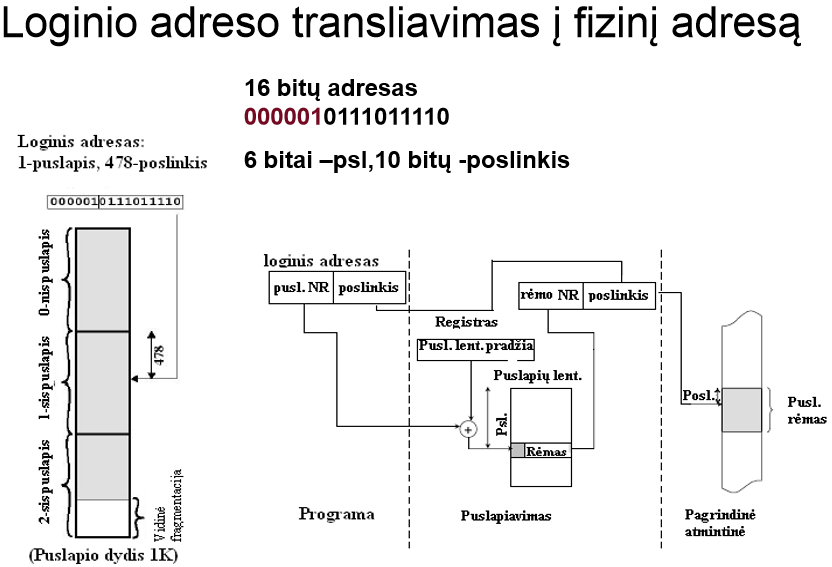 Loginio adreso transliavimas į fizinį adresą
16 bitų adresas
0000010111011110
6 bitai –psl,10 bitų -poslinkis
Loginis adresas:
1-puslapis, 478-poslinkis
0000010111011110
0-nis puslapis
1-sis puslapis
2-sis puslapis
478
Vidinė
fragmentacija
(Puslapio dydis 1K)
loginis adresas
pusl. NR
poslinkis
Registras
Pusl. lent. pradžia
Puslapių lent.
Psl.
+
Rėmas
rėmo NR
poslinkis
Posl.
Pusl.
rėmas
Programa
Puslapiavimas
Pagrindinė
atmintinė